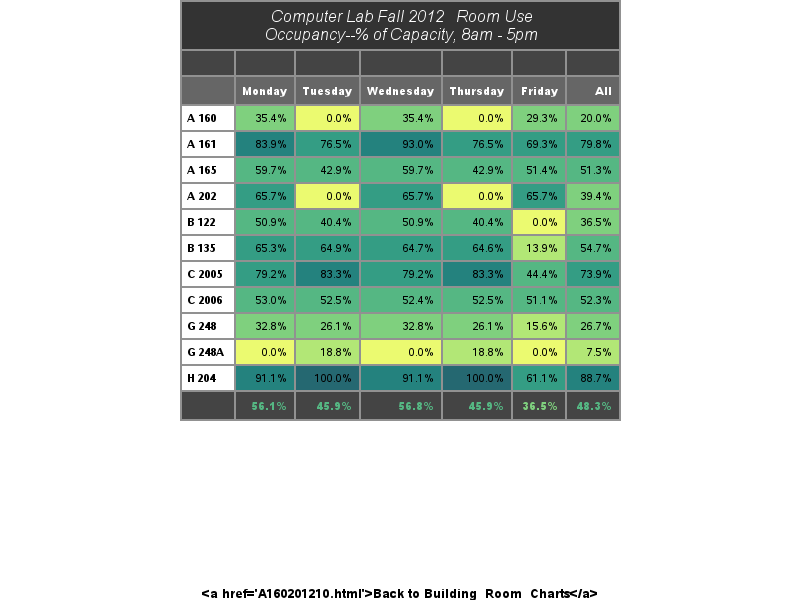 Computer Lab Fall 2012  Room Use
Occupancy--% of Capacity, 8am - 5pm
Monday Tuesday Wednesday Thursday Friday All
A 160 35.4% 0.0% 35.4% 0.0% 29.3% 20.0%
A 161 83.9% 76.5% 93.0% 76.5% 69.3% 79.8%
A 165 59.7% 42.9% 59.7% 42.9% 51.4% 51.3%
A 202 65.7% 0.0% 65.7% 0.0% 65.7% 39.4%
B 122 50.9% 40.4% 50.9% 40.4% 0.0% 36.5%
B 135 65.3% 64.9% 64.7% 64.6% 13.9% 54.7%
C 2005 79.2% 83.3% 79.2% 83.3% 44.4% 73.9%
C 2006 53.0% 52.5% 52.4% 52.5% 51.1% 52.3%
G 248 32.8% 26.1% 32.8% 26.1% 15.6% 26.7%
G 248A 0.0% 18.8% 0.0% 18.8% 0.0% 7.5%
H 204 91.1% 100.0% 91.1% 100.0% 61.1% 88.7%
56.1% 45.9% 56.8% 45.9% 36.5% 48.3%
<a href='A160201210.html'>Back to Building  Room  Charts</a>